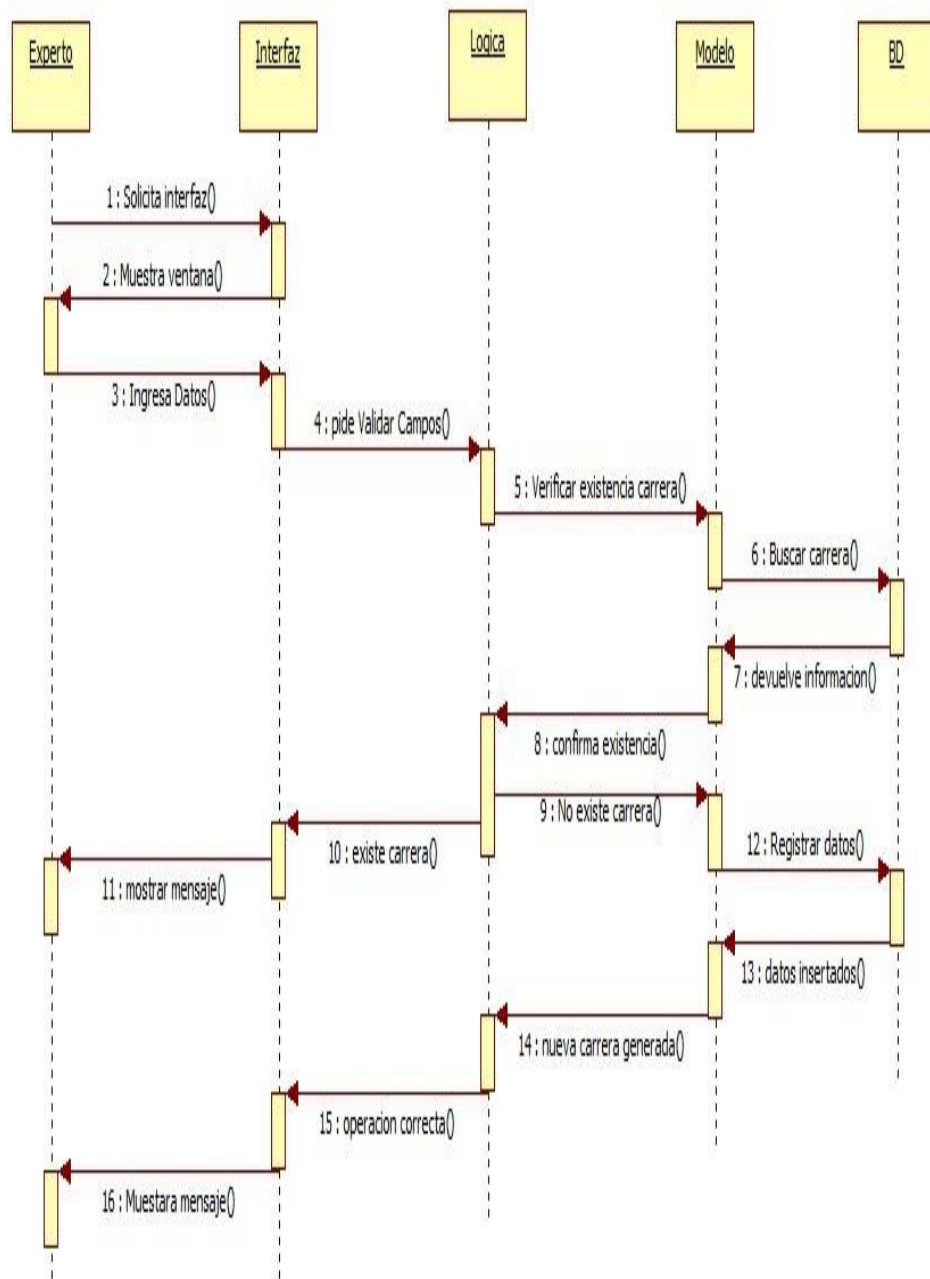 Experto
Interfaz
Logica
Modelo
BD
1 : Solicita interfaz()
2 : Muestra ventana()
3 : Ingresa Datos()
4 : pide Validar Campos()
5 : Verificar existencia carrera()
6 : Buscar carrera()
7 : devuelve informacion()
8 : confirma existencia()
9 : No existe carrera()
10 : existe carrera()
11 : mostrar mensaje()
12 : Registrar datos()
13 : datos insertados()
14 : nueva carrera generada()
15 : operacion correcta()
16 : Muestara mensaje()